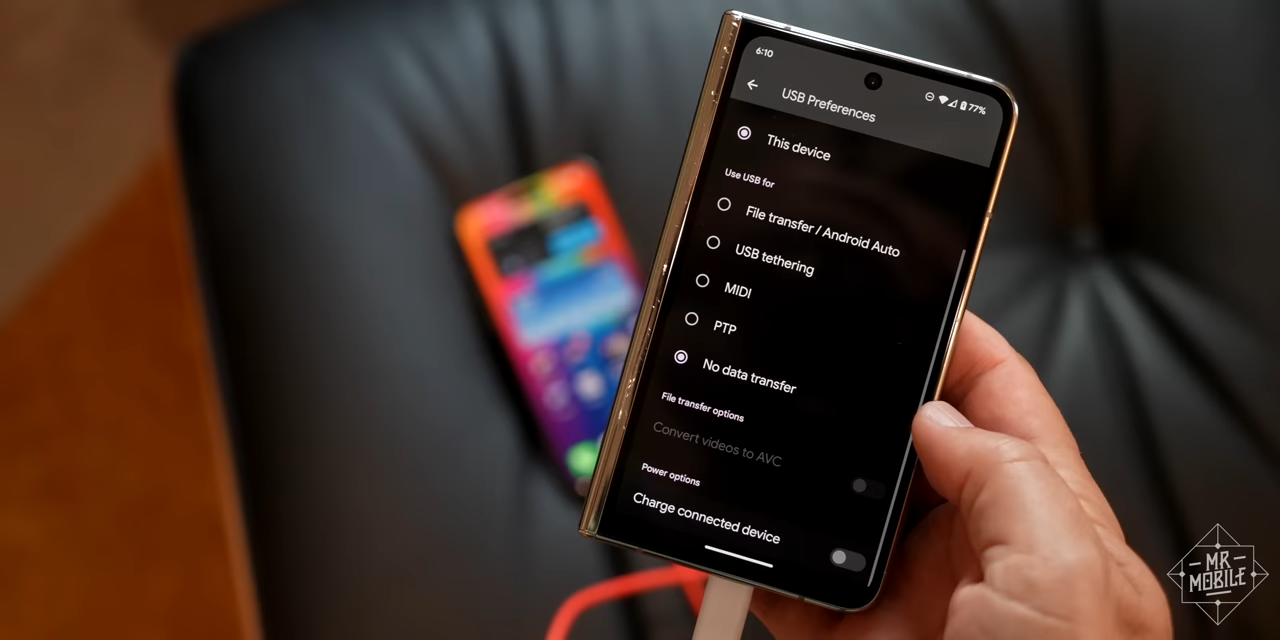 6:10
77%
USB Preferences
This device
Use USB for
File transfer / Android Auto
USB tethering
MIDI
PTP
No data transfer
File transfer options
Convert videos to AVC
Power options
Charge connected device
MR
MOBILE